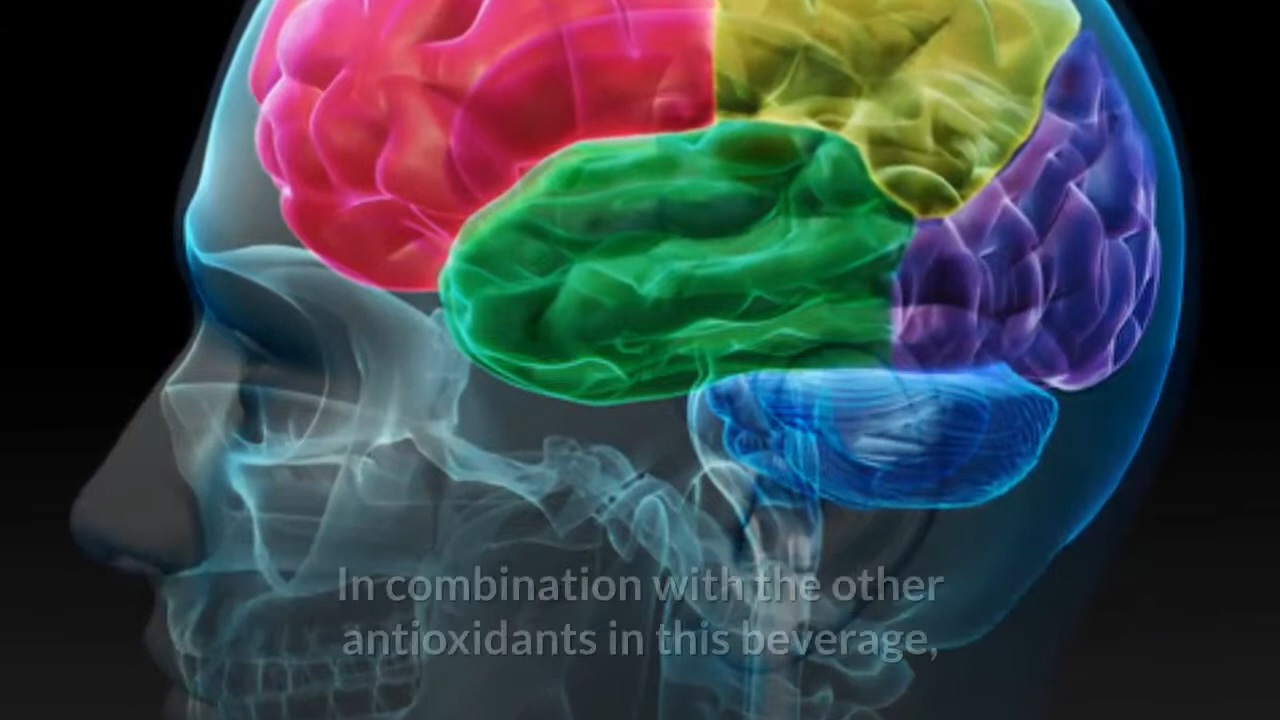 In combination with the other
antioxidants in this beverage,